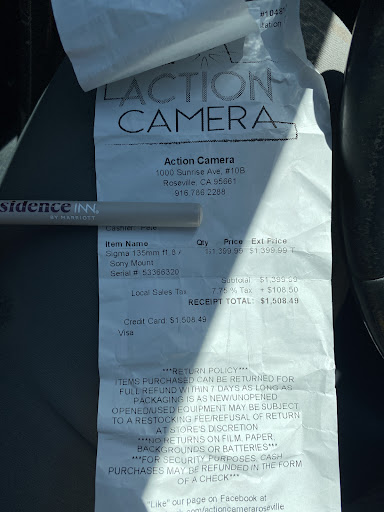 #1048
ACTION
CAMERA
Action Camera
1000 Sunrise Ave, #10B
Roseville, CA 95661
916.786.2288
sidence INN.
BY MARRIOTT
Item Name Qty Price Ext Price
Sigma 135mm f1.8 $1,399.99 $1,399.99 T
Sony Mount
Serial #: 53366320
Subtotal: $1,399.99
Local Sales Tax 7.75 % Tax + $108.50
RECEIPT TOTAL: $1,508.49
Credit Card: $1,508.49
Visa
***RETURN POLICY***
ITEMS PURCHASED CAN BE RETURNED FOR
FULL REFUND WITHIN 7 DAYS AS LONG AS
PACKAGING IS AS NEW/UNOPENED
OPENED/USED EQUIPMENT MAY BE SUBJECT
TO A RESTOCKING FEE/REFUSAL OF RETURN
AT STORE'S DISCRETION
***NO RETURNS ON FILM, PAPER,
BACKGROUNDS OR BATTERIES***
***FOR SECURITY PURPOSES, CASH
PURCHASES MAY BE REFUNDED IN THE FORM
OF A CHECK***
"Like" our page on Facebook at
.com/actioncameraroseville